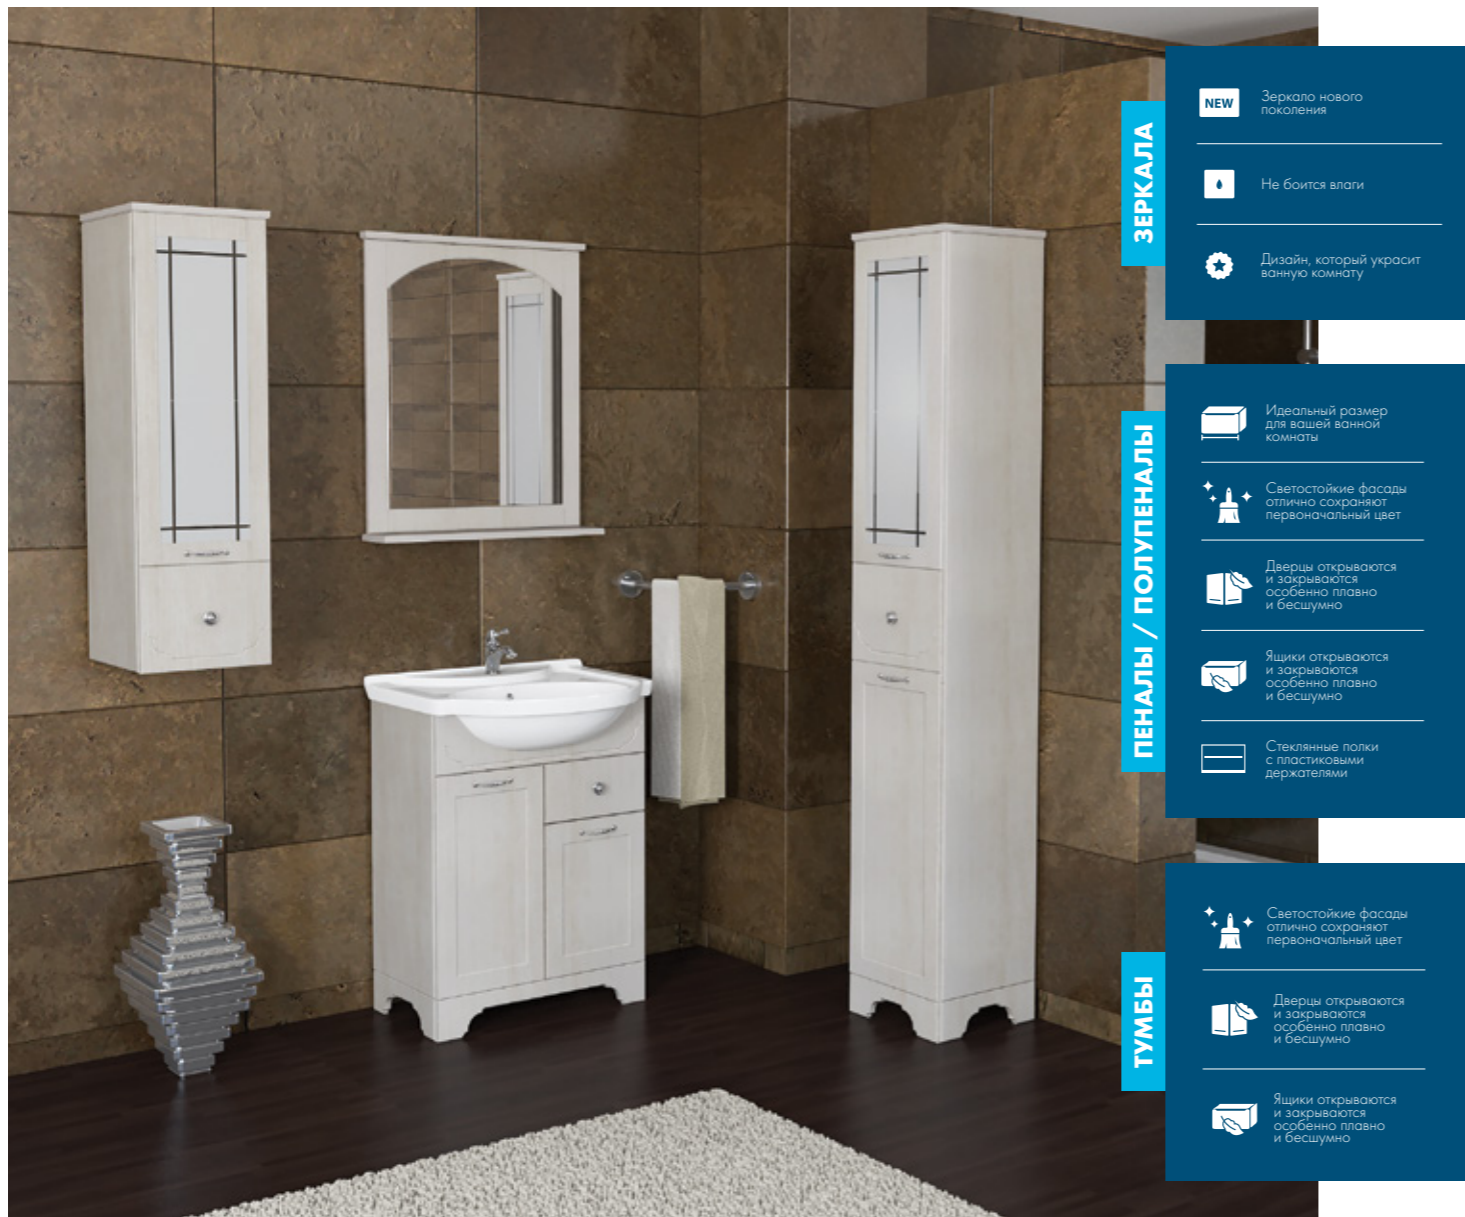 ЗЕРКАЛА
NEW
Зеркало нового
поколения
Не боится влаги
Дизайн, который украсит
ванную комнату
ПЕНАЛЫ / ПОЛУПЕНАЛЫ
Идеальный размер
для вашей ванной
комнаты
Светостойкие фасады
отлично сохраняют
первоначальный цвет
Дверцы открываются
и закрываются
особенно плавно
и бесшумно
Ящики открываются
и закрываются
особенно плавно
и бесшумно
Стеклянные полки
с пластиковыми
держателями
ТУМБЫ
Светостойкие фасады
отлично сохраняют
первоначальный цвет
Дверцы открываются
и закрываются
особенно плавно
и бесшумно
Ящики открываются
и закрываются
особенно плавно
и бесшумно